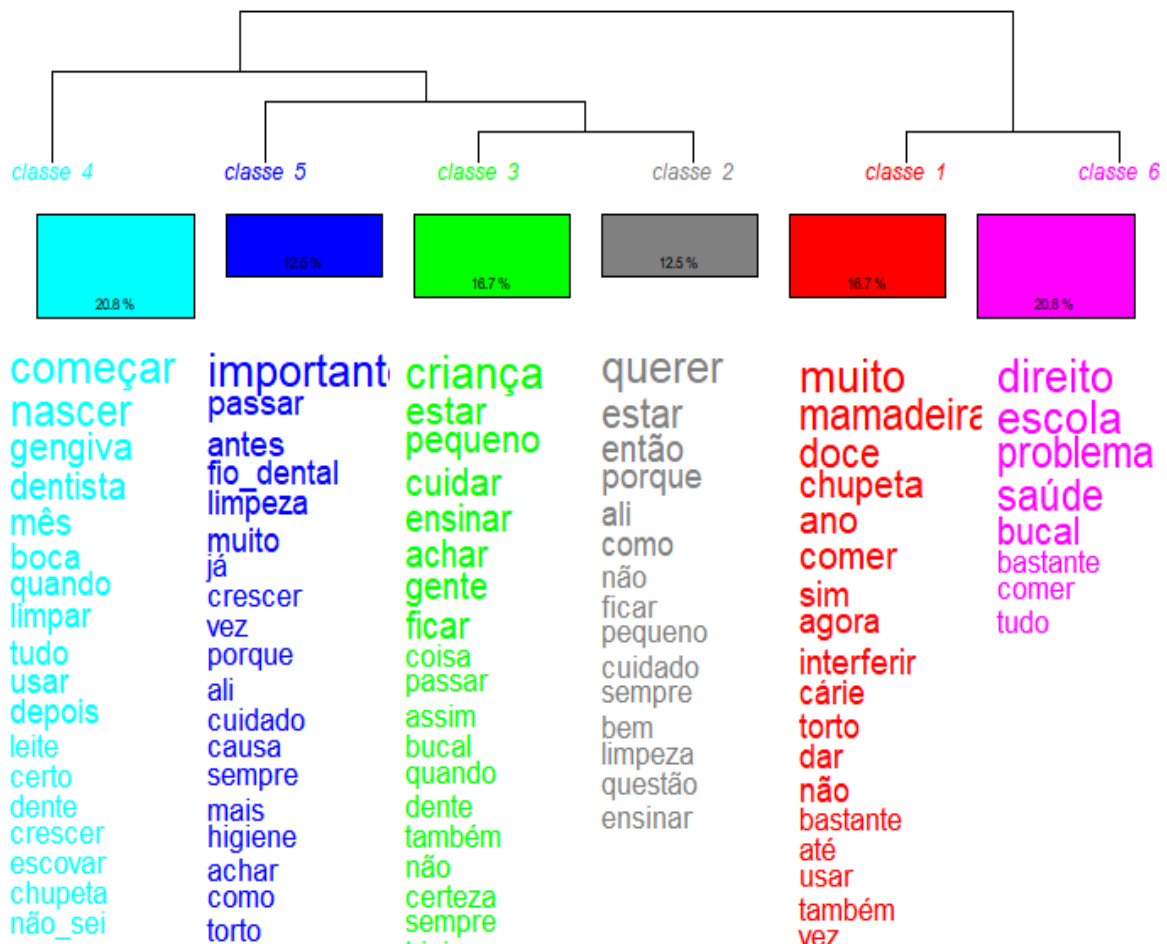 classe 4
classe 5
classe 3
classe 2
classe 1
classe 6
20.8 %
12.5 %
16.7 %
12.5 %
16.7 %
20.8 %
começar
nascer
gengiva
dentista
mês
boca
quando
limpar
tudo
usar
depois
leite
certo
dente
crescer
escovar
chupeta
não_sei
important
passar
antes
fio_dental
limpeza
muito
já
crescer
vez
porque
ali
cuidado
causa
sempre
mais
higiene
achar
como
torto
criança
estar
pequeno
cuidar
ensinar
achar
gente
ficar
coisa
passar
assim
bucal
quando
dente
também
não
certeza
sempre
querer
estar
então
porque
ali
como
não
ficar
pequeno
cuidado
sempre
bem
limpeza
questão
ensinar
muito
mamadeira
doce
chupeta
ano
comer
sim
agora
interferir
cárie
torto
dar
não
bastante
até
usar
também
vez
direito
escola
problema
saúde
bucal
bastante
comer
tudo